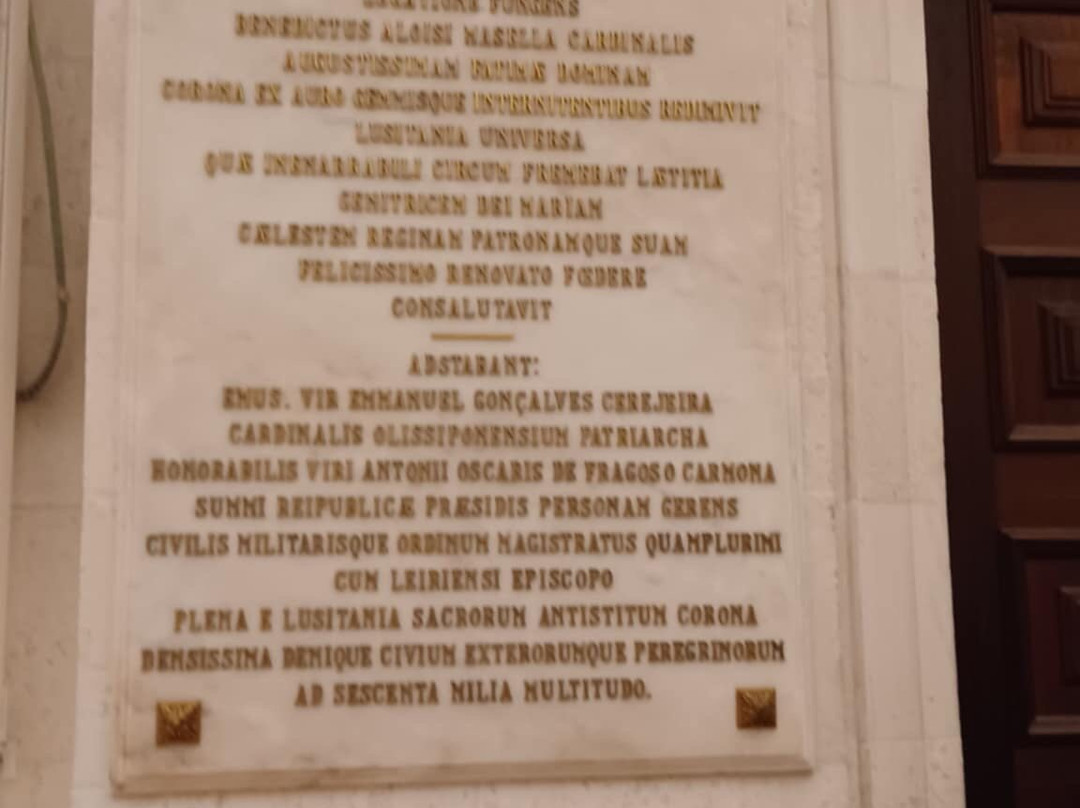 LEGATIONE FUNGENS
BENEDICTUS ALOISI MASELLA CARDINALIS
AUGUSTISSIMAM FATIMÆ DOMINAM
CORONA EX AURO GEMMISQUE INTERNITENTIBUS REDIMIVIT
LUSITANIA UNIVERSA
QUÆ INENARRABILI CIRCUM FREMEBAT LÆTITIA
GENITRICEM DEI MARIAM
CÆLESTEM REGINAM PATRONAMQUE SUAM
FELICISSIMO RENOVATO FŒDERE
CONSALUTAVIT
ADSTABANT:
EMUS. VIR EMMANUEL GONÇALVES CEREJEIRA
CARDINALIS OLISSIPONENSIUM PATRIARCHA
HONORABILIS VIRI ANTONII OSCARIS DE FRAGOSO CARMONA
SUMMI REIPUBLICÆ PRÆSIDIS PERSONAM GERENS
CIVILIS MILITARISQUE ORDINUM MAGISTRATUS QUAMPLURIMI
CUM LEIRIENSI EPISCOPO
PLENA E LUSITANIA SACRORUM ANTISTITUM CORONA
DENSISSIMA DENIQUE CIVIUM EXTERORUMQUE PEREGRINORUM
AD SESCENTA MILIA MULTITUDO.